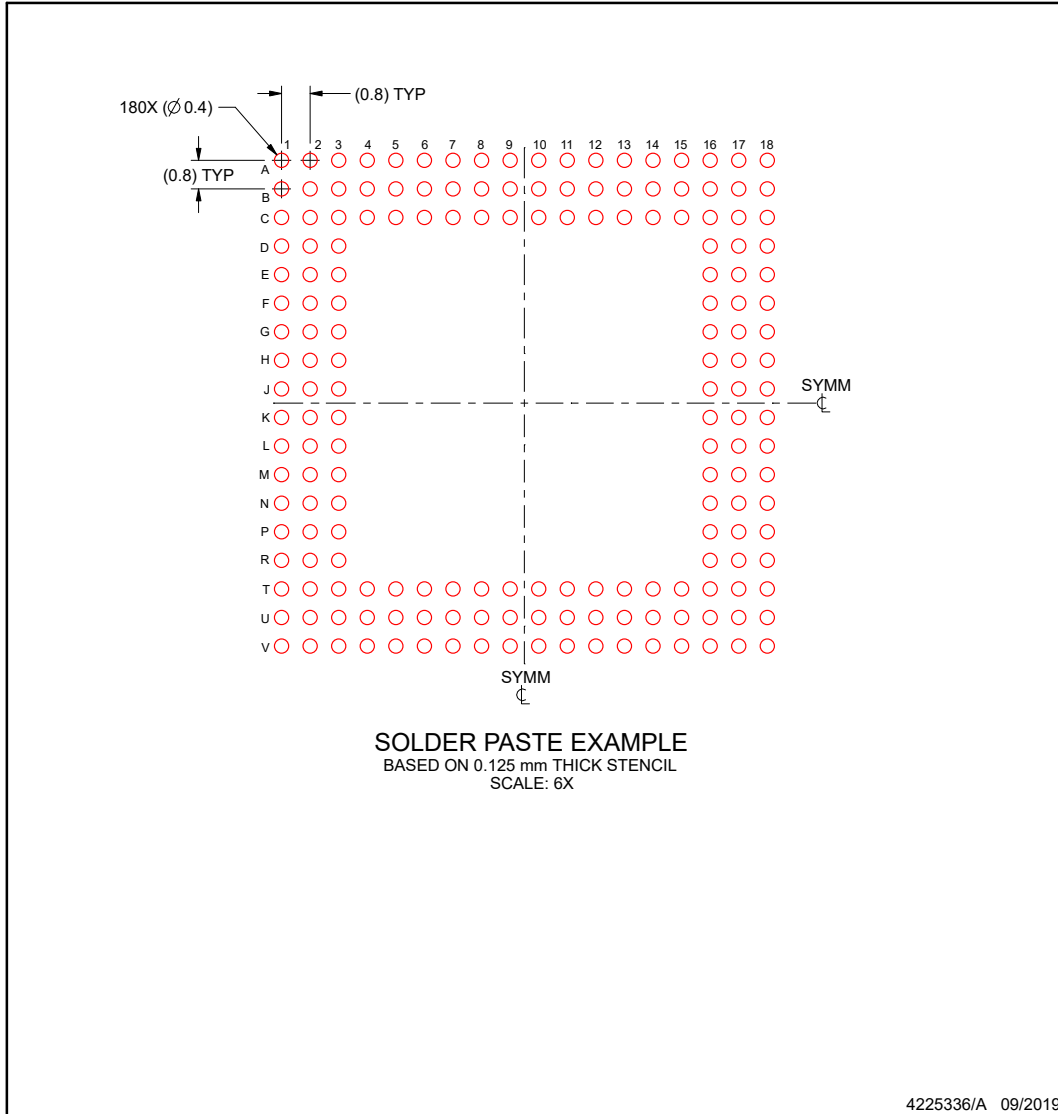 (0.8) TYP
180X (Ø 0.4)
1 2 3 4 5 6 7 8 9 10 11 12 13 14 15 16 17 18
(0.8) TYP
A
B
C
D
E
F
G
H
J
SYMM
K
L
M
N
P
R
T
U
V
SYMM
SOLDER PASTE EXAMPLE
BASED ON 0.125 mm THICK STENCIL
SCALE: 6X
4225336/A 09/2019